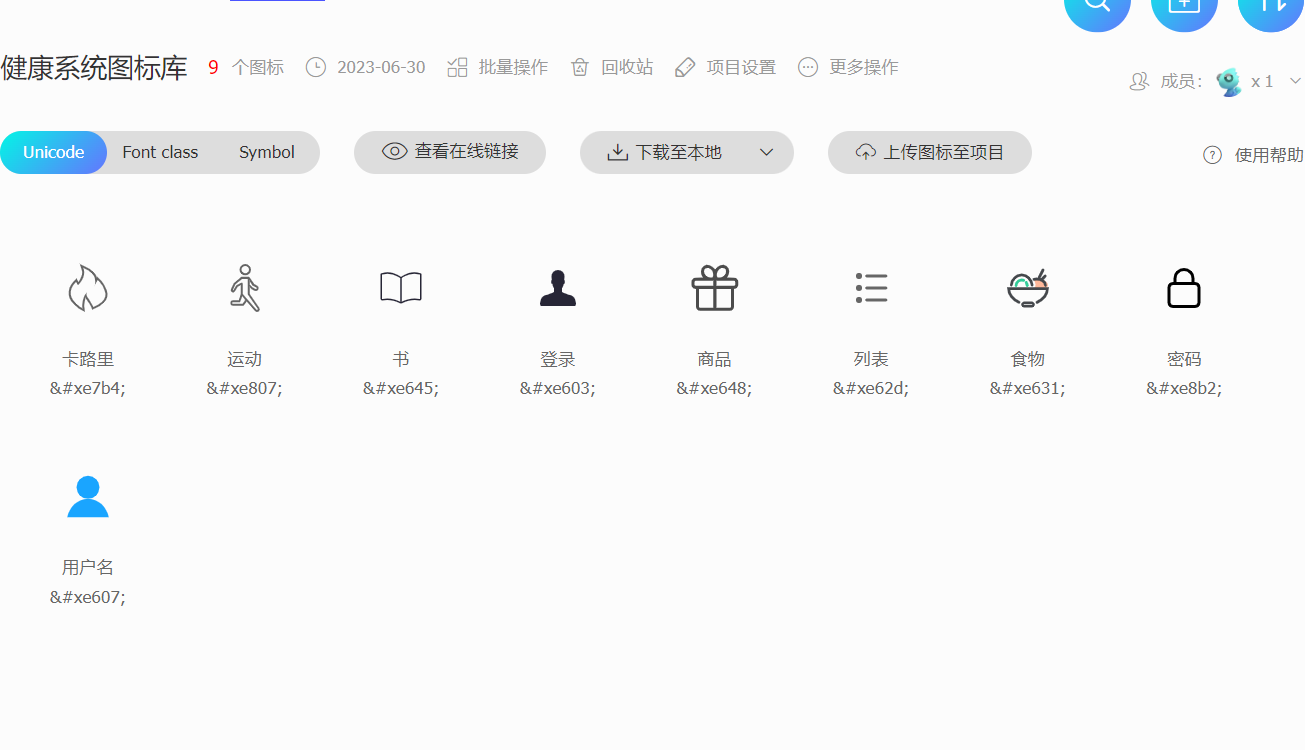 健康系统图标库 9 个图标 2023-06-30 批量操作 回收站 项目设置 更多操作
成员: x 1
Unicode Font class Symbol 查看在线链接 下载至本地 上传图标至项目 使用帮助
卡路里 运动 书 登录 商品 列表 食物 密码
&#xe7b4; &#xe807; &#xe645; &#xe603; &#xe648; &#xe62d; &#xe631; &#xe8b2;
用户名
&#xe607;